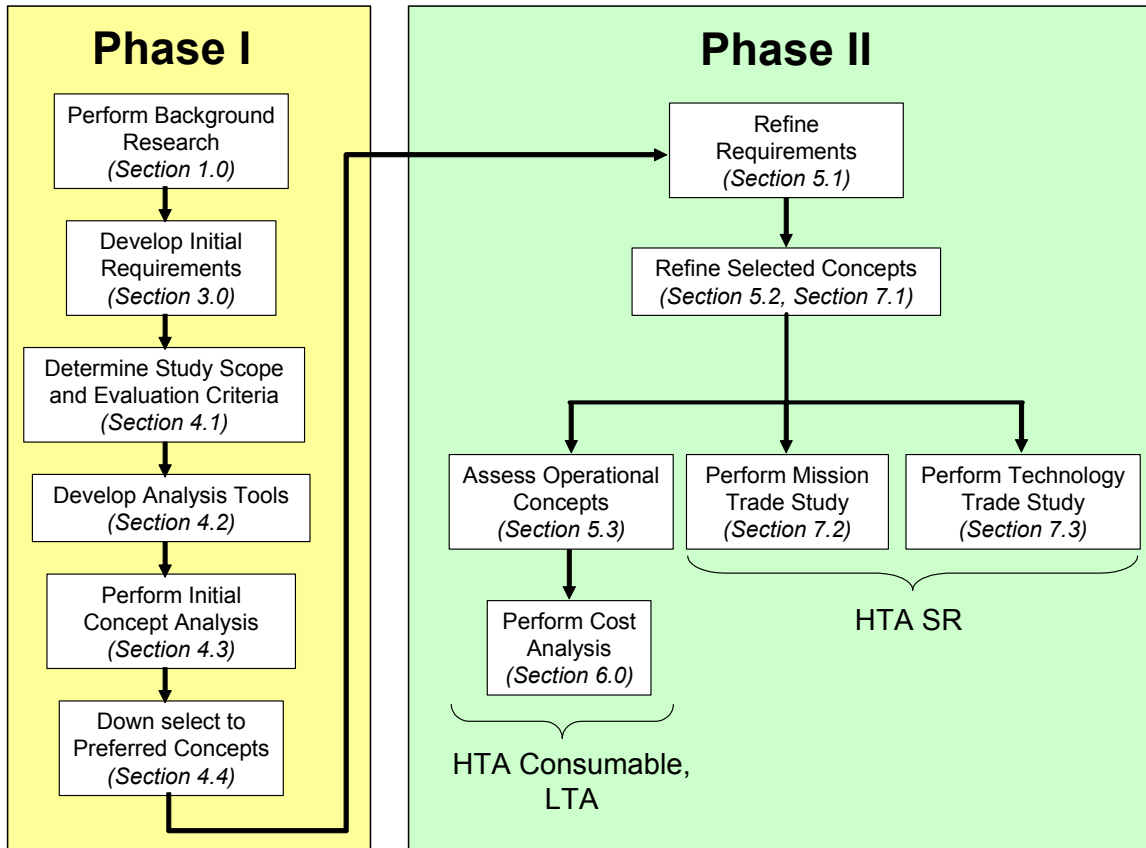 Phase I
Perform Background
Research
(Section 1.0)
Develop Initial
Requirements
(Section 3.0)
Determine Study Scope
and Evaluation Criteria
(Section 4.1)
Develop Analysis Tools
(Section 4.2)
Perform Initial
Concept Analysis
(Section 4.3)
Down select to
Preferred Concepts
(Section 4.4)
Phase II
Refine
Requirements
(Section 5.1)
Refine Selected Concepts
(Section 5.2, Section 7.1)
Assess Operational
Concepts
(Section 5.3)
Perform Cost
Analysis
(Section 6.0)
HTA Consumable,
LTA
Perform Mission
Trade Study
(Section 7.2)
Perform Technology
Trade Study
(Section 7.3)
HTA SR